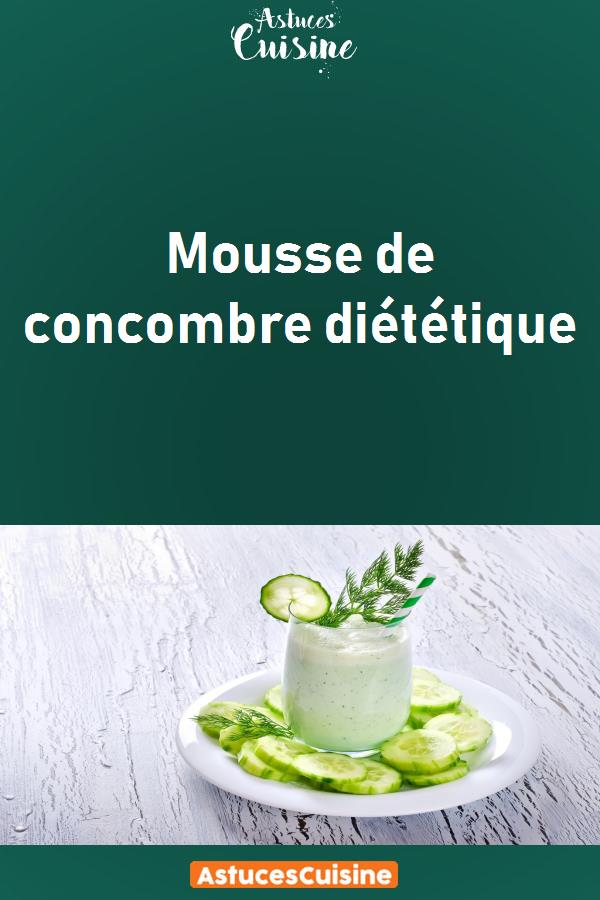 Astuces
Cuisine
Mousse de
concombre diététique
AstucesCuisine